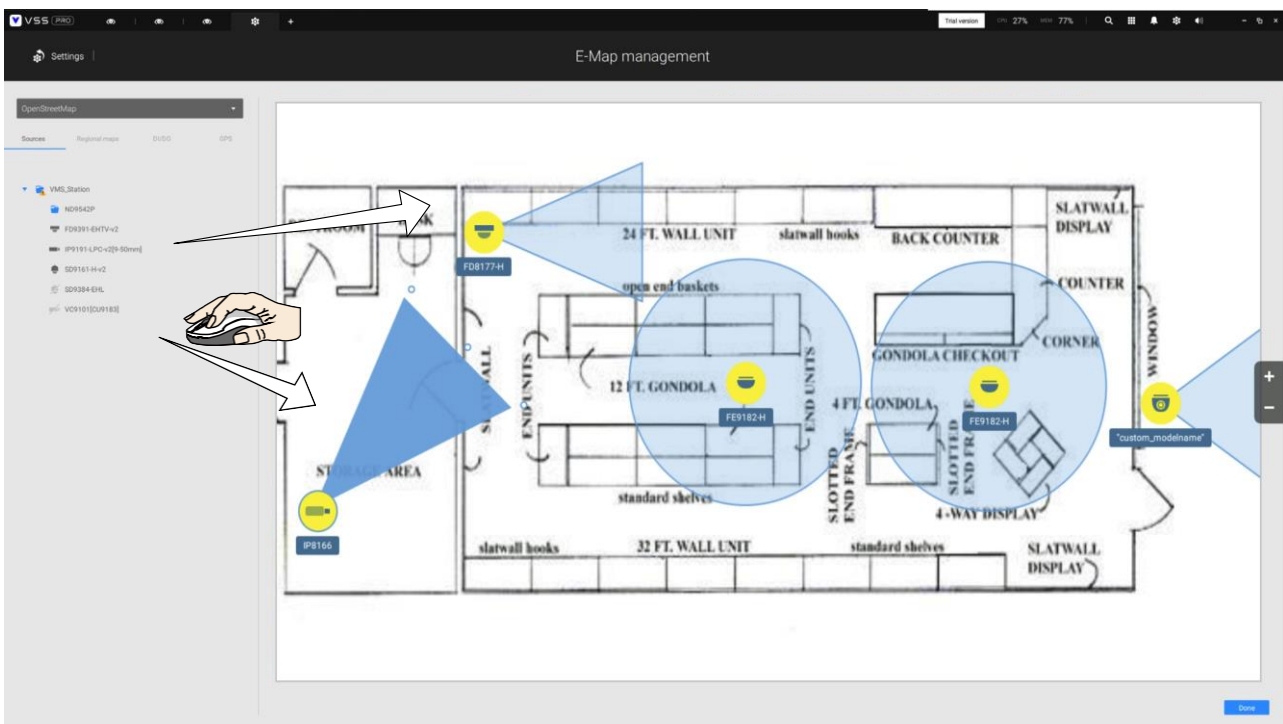 VSS PRO
Trial version
CPU 27%
MEM 77%
Settings
E-Map management
OpenStreetMap
Sources
Regional maps
GPS
VMS_Station
ND9542P
FD9391-EHTV-v2
IP9191-LPC-v2[9-50mm]
SD9161-H-v2
SD9384-EHL
VC9101[CU9183]
SLATWALL
DISPLAY
24 FT. WALL UNIT
slatwall hooks
BACK COUNTER
FD8177-H
open end baskets
COUNTER
WINDOW
CORNER
GONDOLA CHECKOUT
SLATWALL
END UNITS
12 FT. GONDOLA
END UNITS
4 FT. GONDOLA
FE9182-H
FE9182-H
"custom_modelname"
SLOTTED
END FRAME
SLOTTED
END FRAME
AREA
standard shelves
4-WAY DISPLAY
IP8166
slatwall hooks
32 FT. WALL UNIT
standard shelves
SLATWALL
DISPLAY
Done